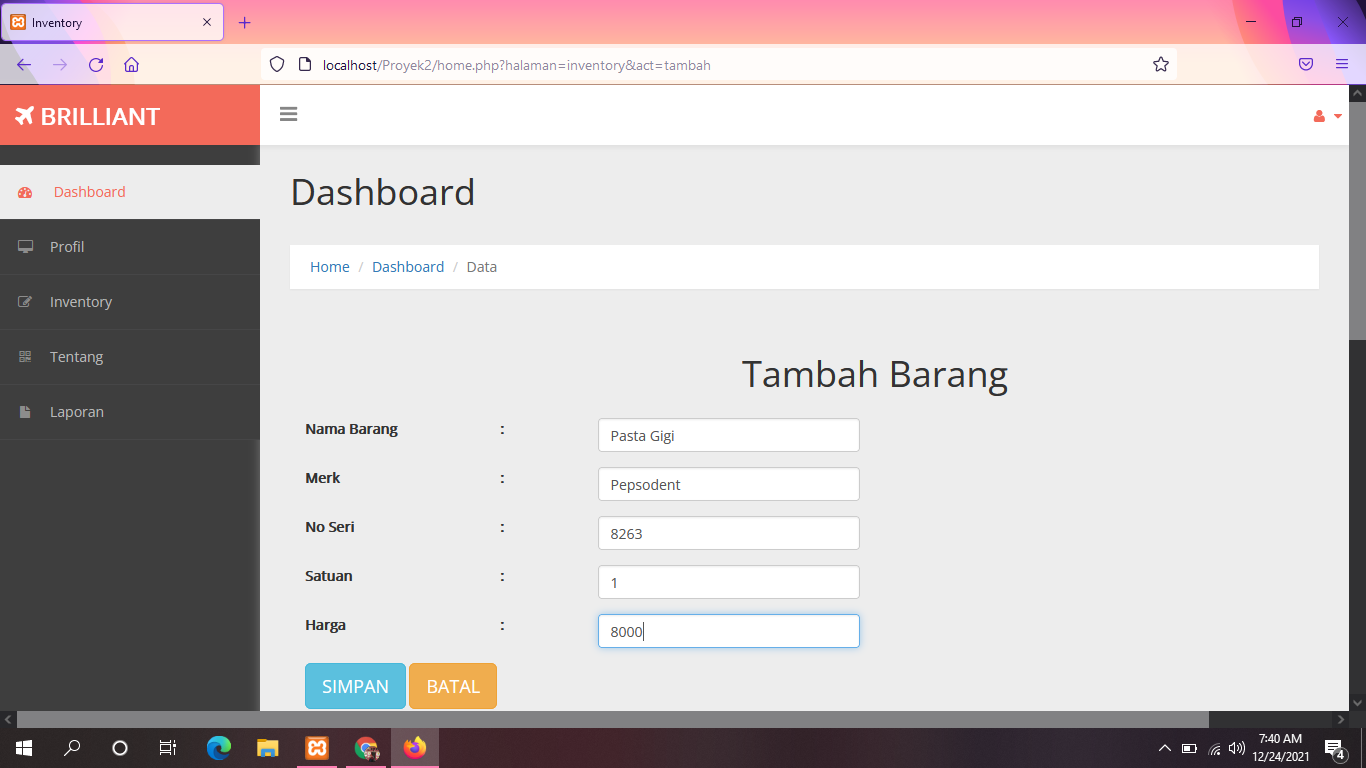 Inventory
localhost/Proyek2/home.php?halaman=inventory&act=tambah
BRILLIANT
Dashboard
Profil
Inventory
Tentang
Laporan
Dashboard
Home / Dashboard / Data
Tambah Barang
Nama Barang : Pasta Gigi
Merk : Pepsodent
No Seri : 8263
Satuan : 1
Harga : 8000
SIMPAN BATAL
7:40 AM
12/24/2021
4